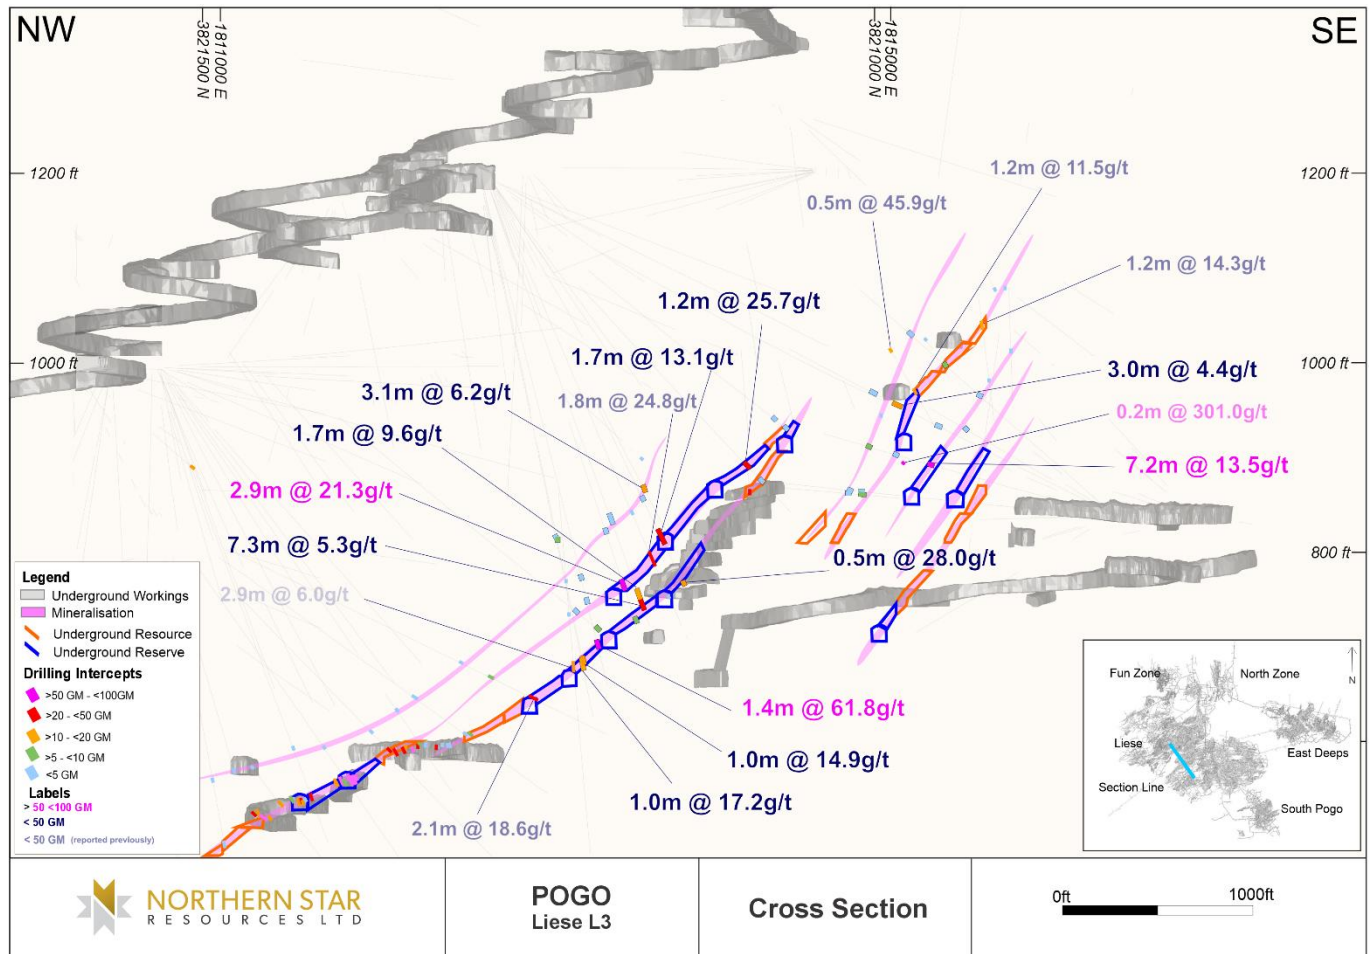 NW
SE
3821500 N
1811000 E
3821000 N
1815000 E
1200 ft
1200 ft
1.2m @ 11.5g/t
0.5m @ 45.9g/t
1.2m @ 14.3g/t
1.2m @ 25.7g/t
1000 ft
1.7m @ 13.1g/t
1000 ft
3.0m @ 4.4g/t
3.1m @ 6.2g/t
1.8m @ 24.8g/t
0.2m @ 301.0g/t
1.7m @ 9.6g/t
7.2m @ 13.5g/t
2.9m @ 21.3g/t
7.3m @ 5.3g/t
800 ft
0.5m @ 28.0g/t
2.9m @ 6.0g/t
1.4m @ 61.8g/t
1.0m @ 14.9g/t
1.0m @ 17.2g/t
2.1m @ 18.6g/t
Legend
Underground Workings
Mineralisation
Underground Resource
Underground Reserve
Drilling Intercepts
>50 GM - <100GM
>20 - <50 GM
>10 - <20 GM
>5 - <10 GM
<5 GM
Labels
> 50 <100 GM
< 50 GM
< 50 GM (reported previously)
Fun Zone
North Zone
N
Liese
East Deeps
Section Line
South Pogo
NORTHERN STAR
RESOURCES LTD
POGO
Liese L3
Cross Section
0ft
1000ft